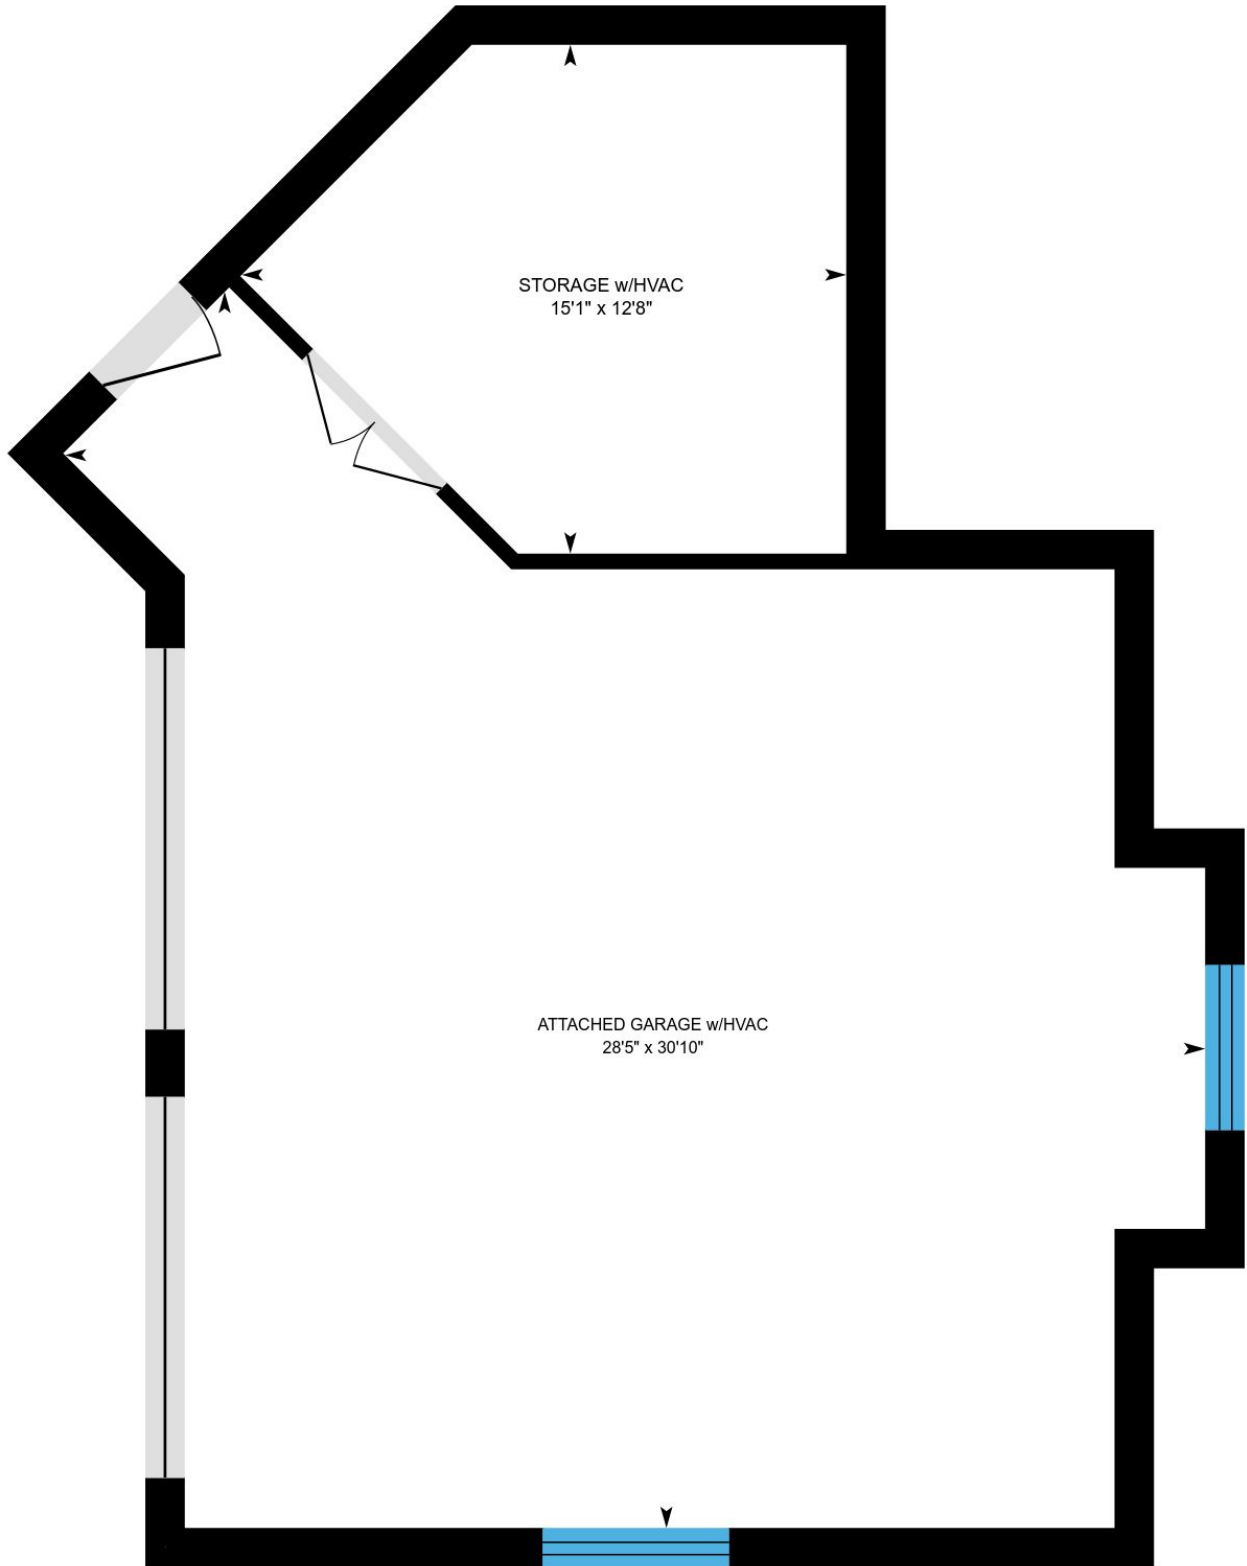 STORAGE w/HVAC
15'1" x 12'8"
ATTACHED GARAGE w/HVAC
28'5" x 30'10"